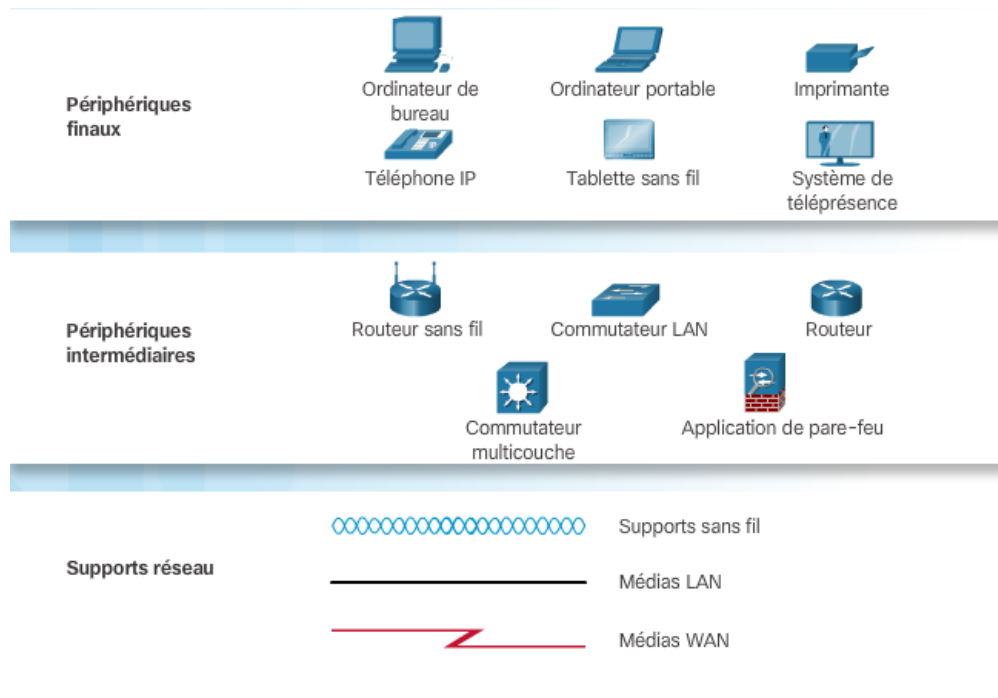 Périphériques
finaux
Ordinateur de
bureau
Ordinateur portable
Imprimante
Téléphone IP
Tablette sans fil
Système de
téléprésence
Périphériques
intermédiaires
Routeur sans fil
Commutateur LAN
Routeur
Commutateur
multicouche
Application de pare-feu
Supports réseau
Supports sans fil
Médias LAN
Médias WAN